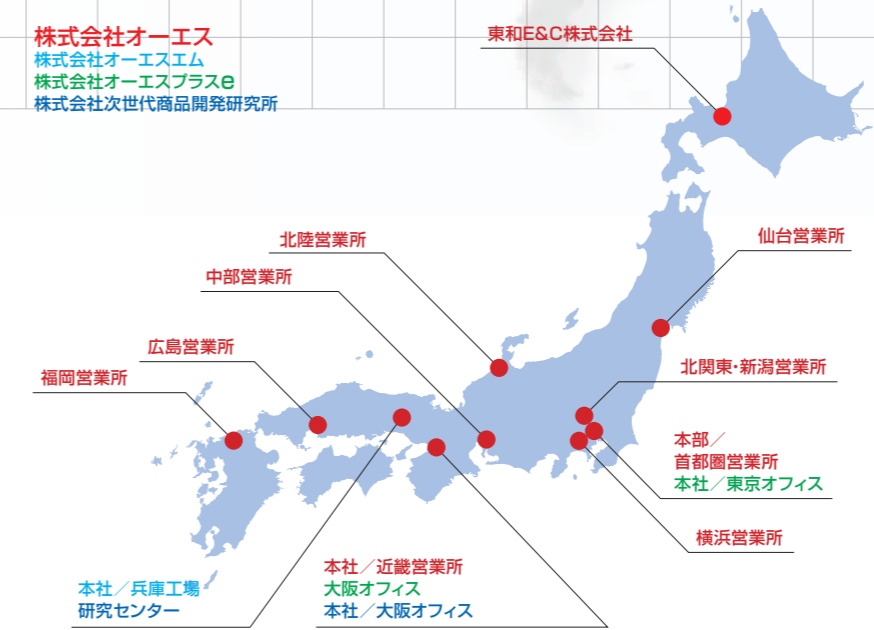 株式会社オーエス
株式会社オーエスエム
株式会社オーエスプラスe
株式会社次世代商品開発研究所
東和E&C株式会社
仙台営業所
北陸営業所
中部営業所
広島営業所
福岡営業所
北関東・新潟営業所
本部／
首都圏営業所
本社／東京オフィス
横浜営業所
本社／兵庫工場
研究センター
本社／近畿営業所
大阪オフィス
本社／大阪オフィス